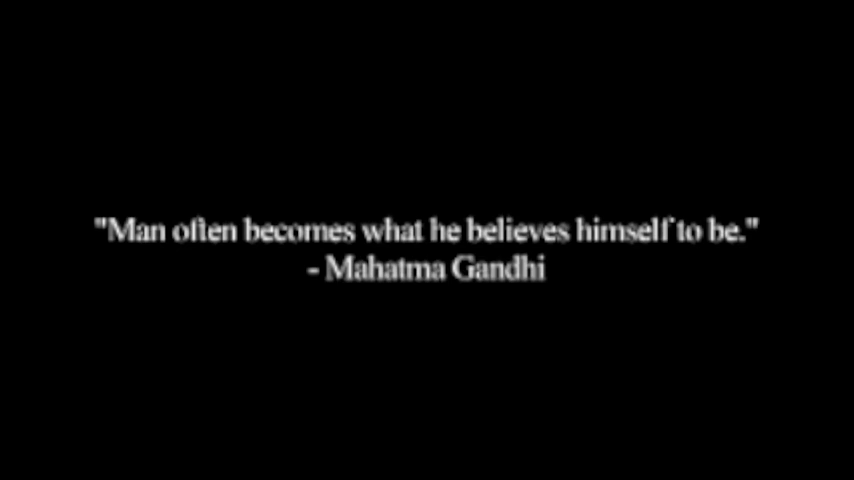 "Man often becomes what he believes himself to be."
- Mahatma Gandhi